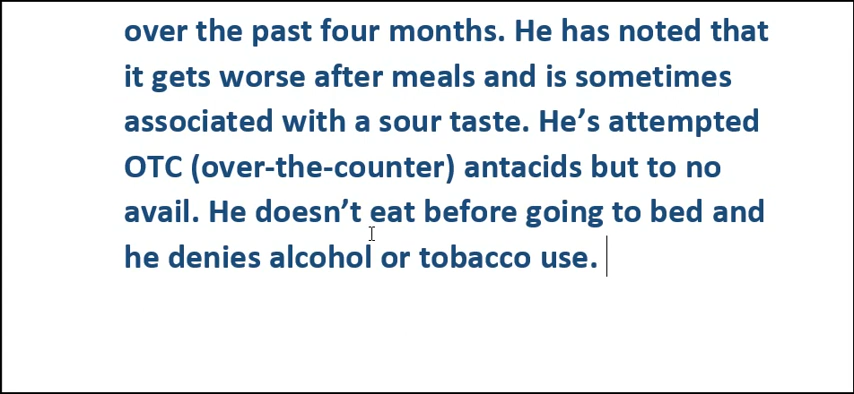 over the past four months. He has noted that
it gets worse after meals and is sometimes
associated with a sour taste. He’s attempted
OTC (over-the-counter) antacids but to no
avail. He doesn’t eat before going to bed and
he denies alcohol or tobacco use.